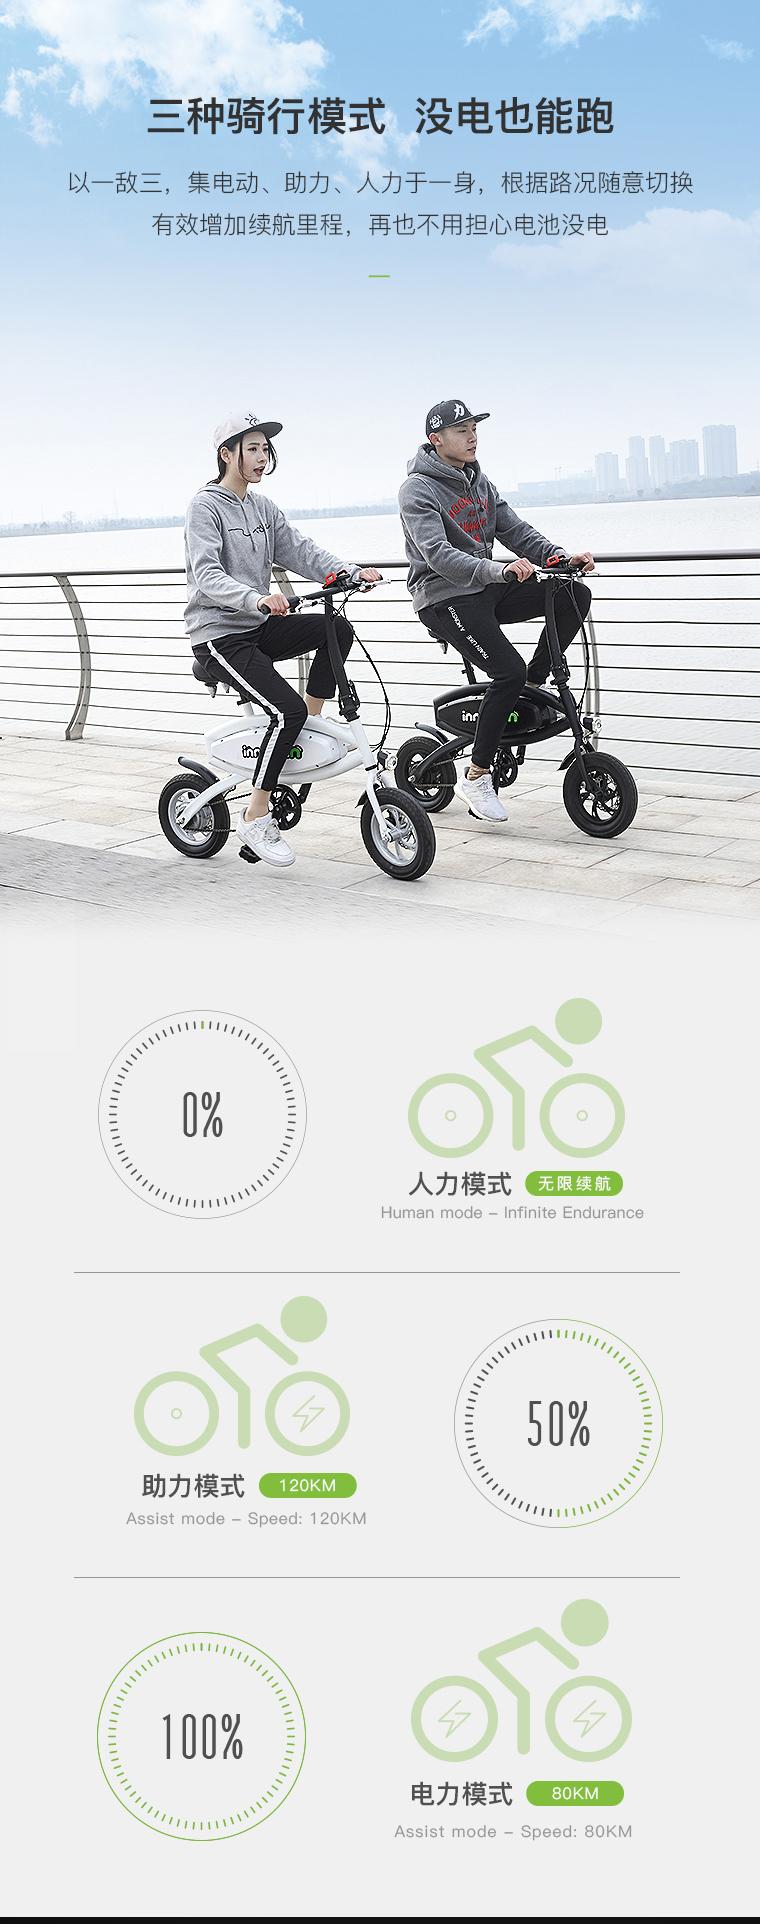 三种骑行模式 没电也能跑
以一敌三，集电动、助力、人力于一身，根据路况随意切换
有效增加续航里程，再也不用担心电池没电
力
TRAPLINE A MONSTER
0%
人力模式 无限续航
Human mode – Infinite Endurance
助力模式 120KM
Assist mode – Speed: 120KM
50%
100%
电力模式 80KM
Assist mode – Speed: 80KM